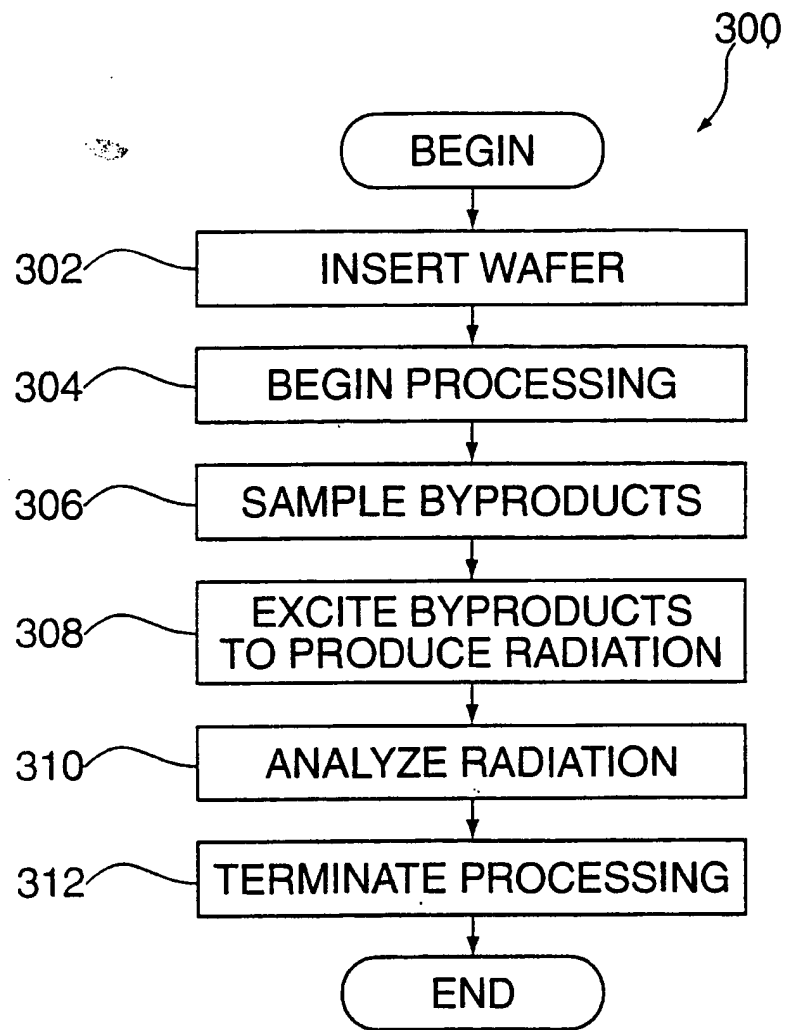 300
BEGIN
302 INSERT WAFER
304 BEGIN PROCESSING
306 SAMPLE BYPRODUCTS
308 EXCITE BYPRODUCTS
TO PRODUCE RADIATION
310 ANALYZE RADIATION
312 TERMINATE PROCESSING
END